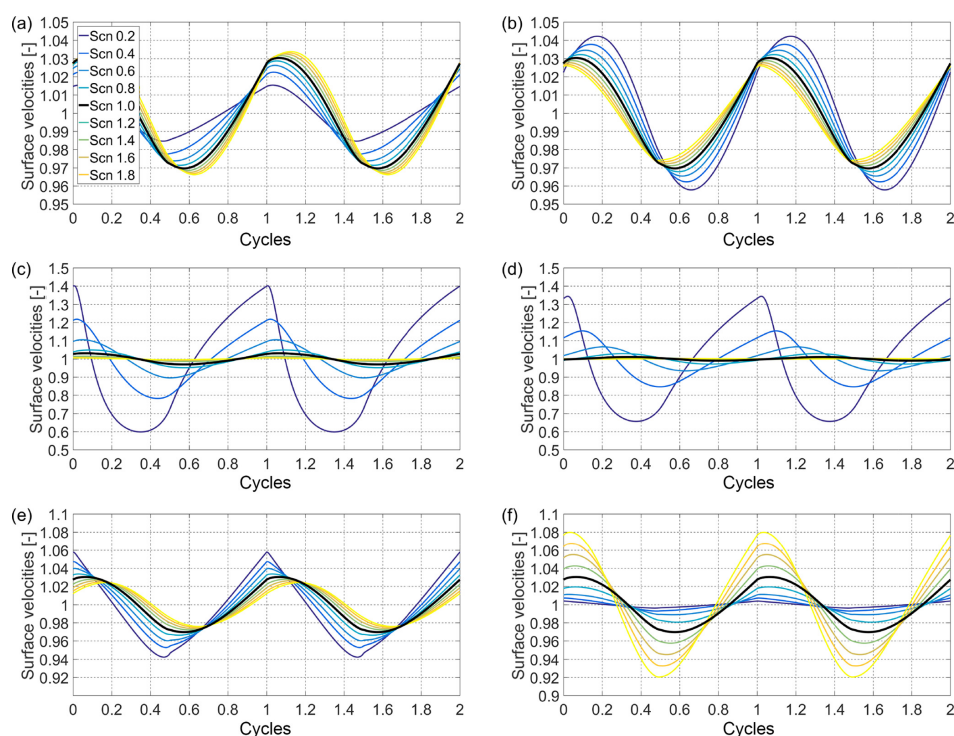 (a)
Surface velocities [-]
1.05
1.04
1.03
1.02
1.01
1
0.99
0.98
0.97
0.96
0.95
Scn 0.2
Scn 0.4
Scn 0.6
Scn 0.8
Scn 1.0
Scn 1.2
Scn 1.4
Scn 1.6
Scn 1.8
0 0.2 0.4 0.6 0.8 1 1.2 1.4 1.6 1.8 2
Cycles
(b)
Surface velocities [-]
1.05
1.04
1.03
1.02
1.01
1
0.99
0.98
0.97
0.96
0.95
0 0.2 0.4 0.6 0.8 1 1.2 1.4 1.6 1.8 2
Cycles
(c)
Surface velocities [-]
1.5
1.4
1.3
1.2
1.1
1
0.9
0.8
0.7
0.6
0.5
0 0.2 0.4 0.6 0.8 1 1.2 1.4 1.6 1.8 2
Cycles
(d)
Surface velocities [-]
1.5
1.4
1.3
1.2
1.1
1
0.9
0.8
0.7
0.6
0.5
0 0.2 0.4 0.6 0.8 1 1.2 1.4 1.6 1.8 2
Cycles
(e)
Surface velocities [-]
1.1
1.08
1.06
1.04
1.02
1
0.98
0.96
0.94
0.92
0.9
0 0.2 0.4 0.6 0.8 1 1.2 1.4 1.6 1.8 2
Cycles
(f)
Surface velocities [-]
1.1
1.08
1.06
1.04
1.02
1
0.98
0.96
0.94
0.92
0.9
0 0.2 0.4 0.6 0.8 1 1.2 1.4 1.6 1.8 2
Cycles